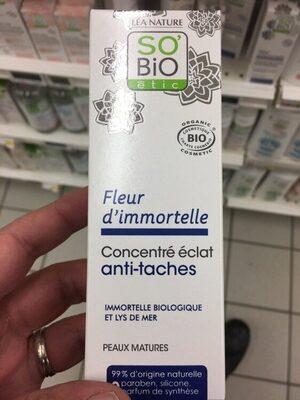 LÉA NATURE
SO'
BiO
étic
ORGANIC
COSMETIQUE
BIO
COSMETIC
Fleur
d'immortelle
Concentré éclat
anti-taches
IMMORTELLE BIOLOGIQUE
ET LYS DE MER
PEAUX MATURES
99% d'origine naturelle
paraben, silicone,
parfum de synthèse